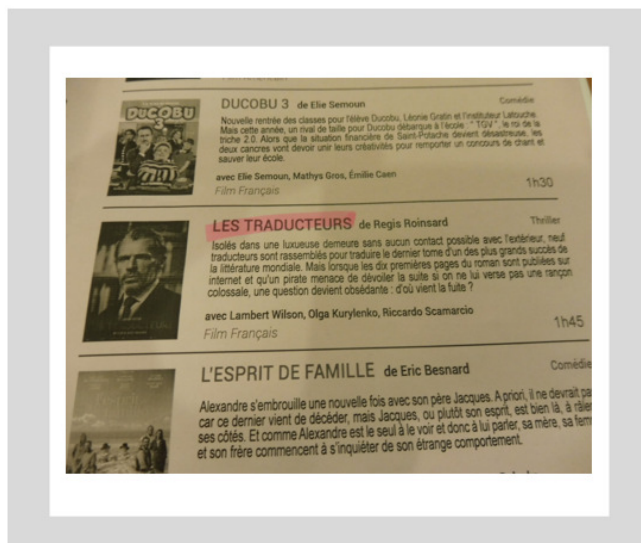 DUCOBU 3 de Elie Semoun Comédie
Nouvelle rentrée des classes pour l'élève Ducobu, Léonie Gratin et l'instituteur Latouche.
Mais cette année, un rival de taille pour Ducobu débarque à l'école : " TGV ", le roi de la
triche 2.0. Alors que la situation financière de Saint-Potache devient désastreuse, les
deux cancres vont devoir unir leurs créativités pour remporter un concours de chant et
sauver leur école.
avec Elie Semoun, Mathys Gros, Émilie Caen
Film Français 1h30
DUCOBU
3
LES TRADUCTEURS de Regis Roinsard Thriller
Isolés dans une luxueuse demeure sans aucun contact possible avec l'extérieur, neuf
traducteurs sont rassemblés pour traduire le dernier tome d'un des plus grands succès de
la littérature mondiale. Mais lorsque les dix premières pages du roman sont publiées sur
internet et qu'un pirate menace de dévoiler la suite si on ne lui verse pas une rançon
colossale, une question devient obsédante : d'où vient la fuite ?
avec Lambert Wilson, Olga Kurylenko, Riccardo Scamarcio
Film Français 1h45
L'ESPRIT DE FAMILLE de Eric Besnard Comédie
Alexandre s'embrouille une nouvelle fois avec son père Jacques. A priori, il ne devrait pa
car ce dernier vient de décéder, mais Jacques, ou plutôt son esprit, est bien là, à râler
ses côtés. Et comme Alexandre est le seul à le voir et donc à lui parler, sa mère, sa fem
et son frère commencent à s'inquiéter de son étrange comportement.